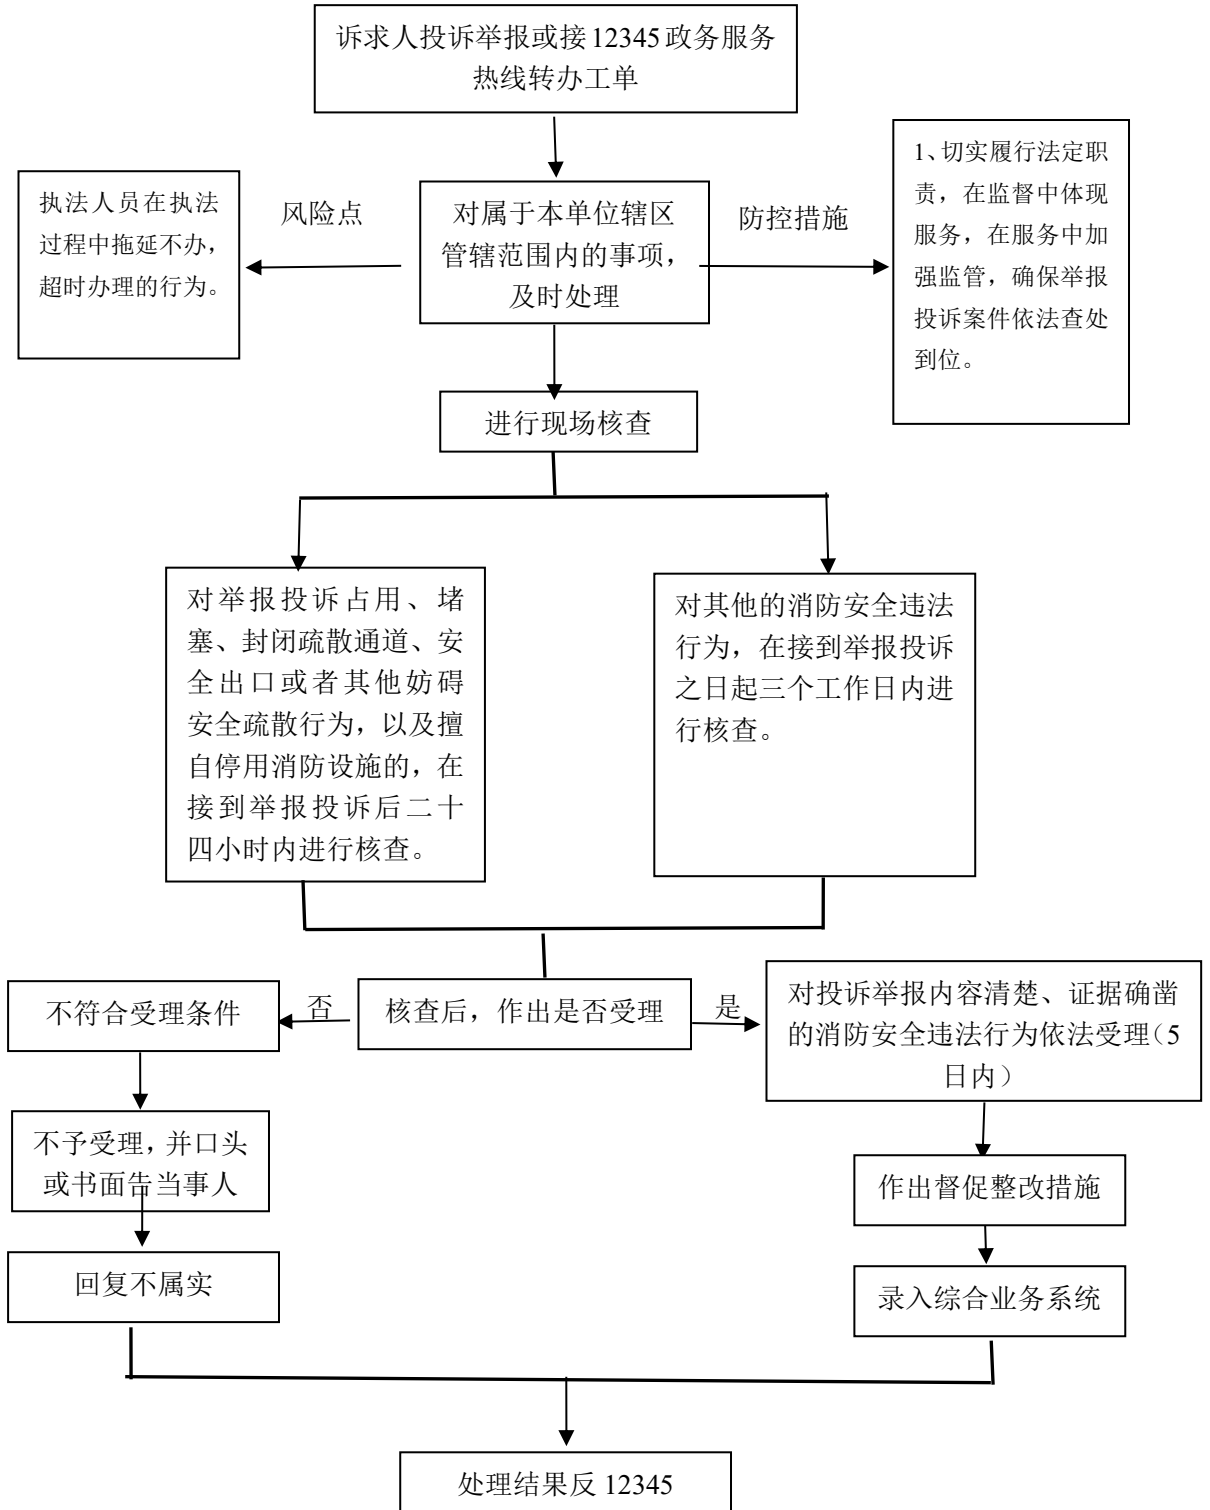 诉求人投诉举报或接12345政务服务
热线转办工单
执法人员在执法
过程中拖延不办，
超时办理的行为。
风险点
对属于本单位辖区
管辖范围内的事项，
及时处理
防控措施
1、切实履行法定职
责，在监督中体现
服务，在服务中加
强监管，确保举报
投诉案件依法查处
到位。
进行现场核查
对举报投诉占用、堵
塞、封闭疏散通道、安
全出口或者其他妨碍
安全疏散行为，以及擅
自停用消防设施的，在
接到举报投诉后二十
四小时内进行核查。
对其他的消防安全违法
行为，在接到举报投诉
之日起三个工作日内进
行核查。
不符合受理条件
否
核查后，作出是否受理
是
对投诉举报内容清楚、证据确凿
的消防安全违法行为依法受理（5
日内）
不予受理，并口头
或书面告当事人
作出督促整改措施
回复不属实
录入综合业务系统
处理结果反12345